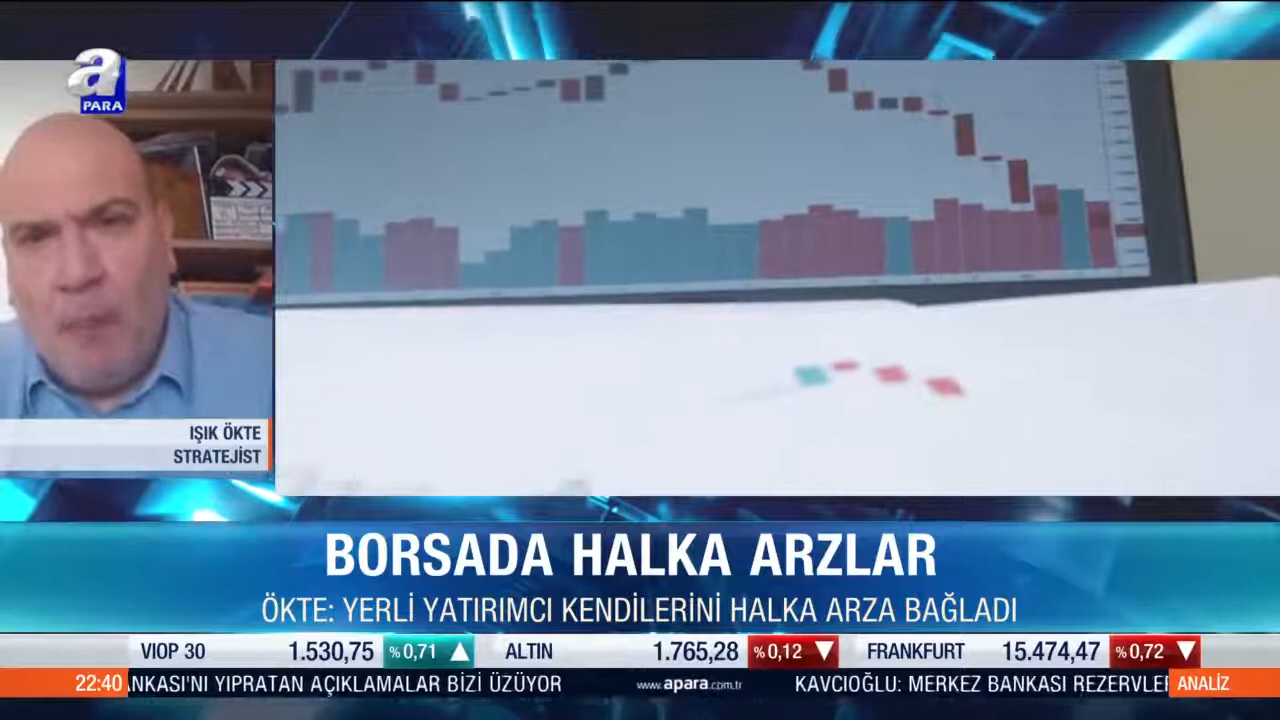 a
PARA
IŞIK ÖKTE
STRATEJİST
BORSADA HALKA ARZLAR
ÖKTE: YERLİ YATIRIMCI KENDİLERİNİ HALKA ARZA BAĞLADI
VIOP 30 1.530,75 %0,71 ALTIN 1.765,28 %0,12 FRANKFURT 15.474,47 %0,72
22:40 ANKASI'NI YIPRATAN AÇIKLAMALAR BİZİ ÜZÜYOR www.apara.com.tr KAVCIOĞLU: MERKEZ BANKASI REZERVLER ANALİZ